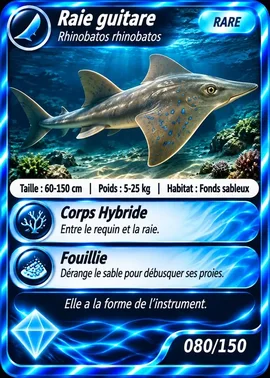 Raie guitare
RARE
Rhinobatos rhinobatos
Taille : 60-150 cm | Poids : 5-25 kg | Habitat : Fonds sableux
Corps Hybride
Entre le requin et la raie.
Fouillie
Dérange le sable pour débusquer ses proies.
Elle a la forme de l'instrument.
080/150